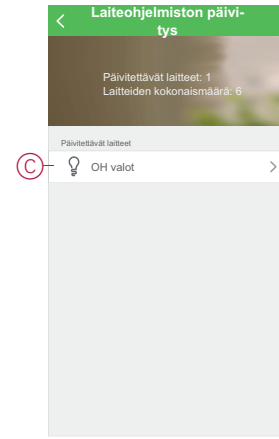 Laiteohjelmiston päivi-
tys
Päivitettävät laitteet: 1
Laitteiden kokonaismäärä: 6
Päivitettävät laitteet
C
OH valot